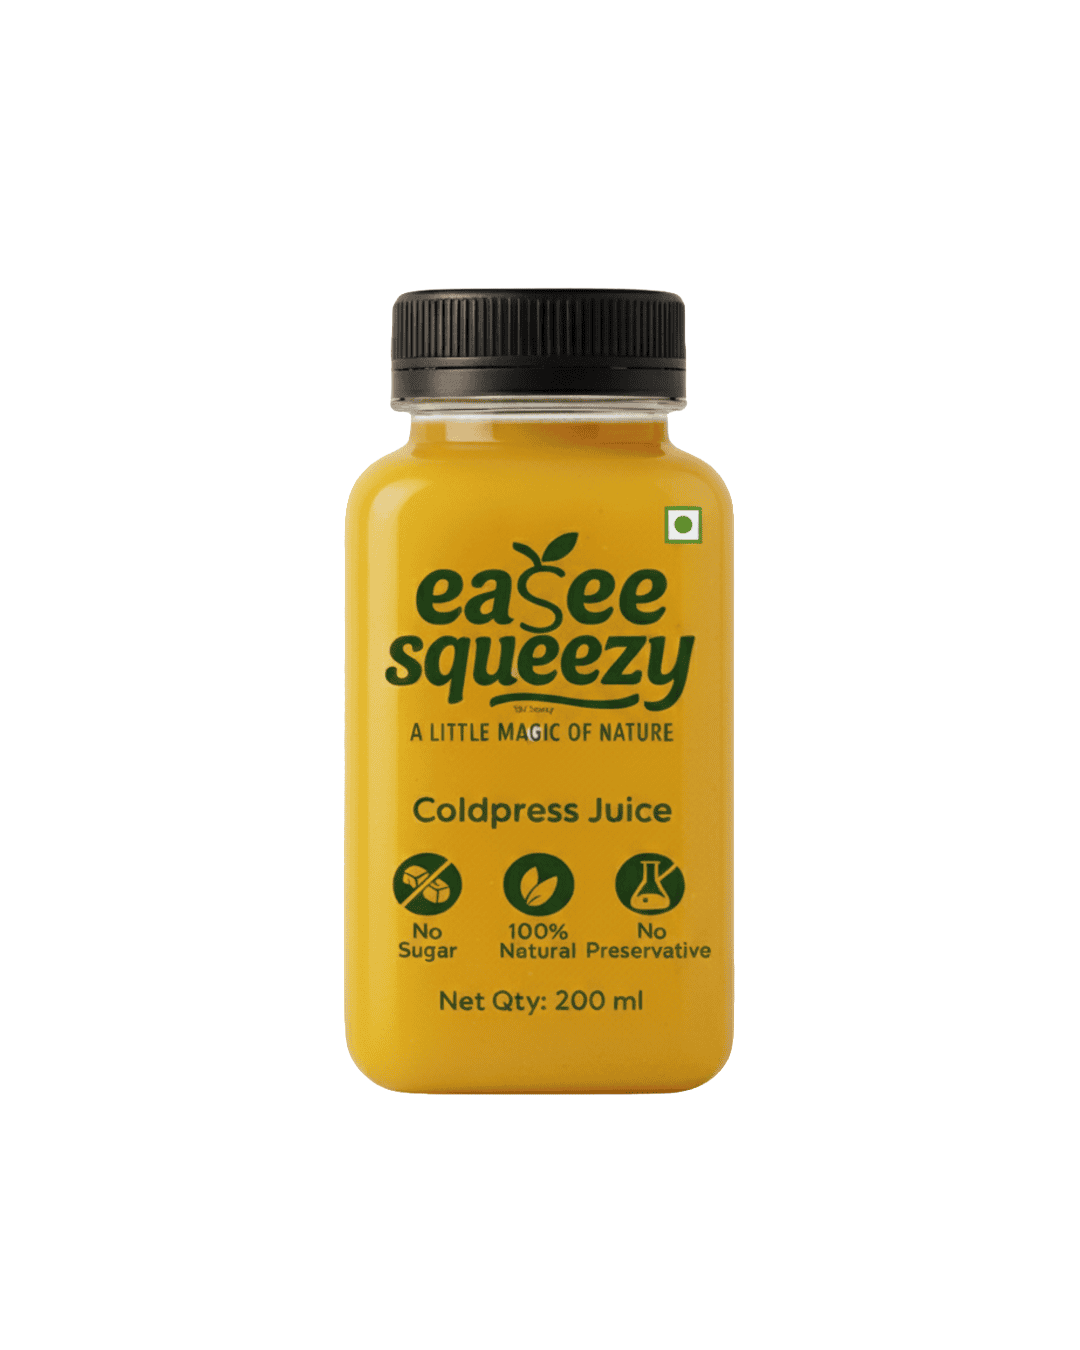 easee
squeezy
A LITTLE MAGIC OF NATURE
Coldpress Juice
No
Sugar
100%
Natural
No
Preservative
Net Qty: 200 ml